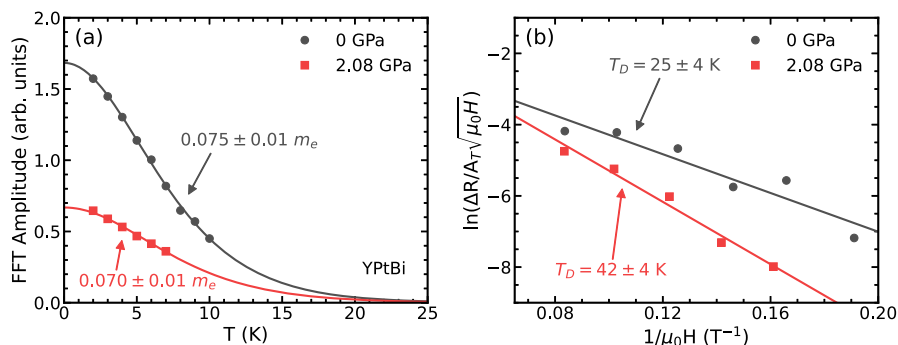 (a)
0 GPa
2.08 GPa
0.075 ± 0.01 mₑ
0.070 ± 0.01 mₑ
YPtBi
FFT Amplitude (arb. units)
2.0
1.5
1.0
0.5
0.0
0 5 10 15 20 25
T (K)
(b)
0 GPa
2.08 GPa
T_D = 25 ± 4 K
T_D = 42 ± 4 K
ln(ΔR/A_T√μ₀H)
0
−2
−4
−6
−8
0.08 0.12 0.16 0.20
1/μ₀H (T⁻¹)